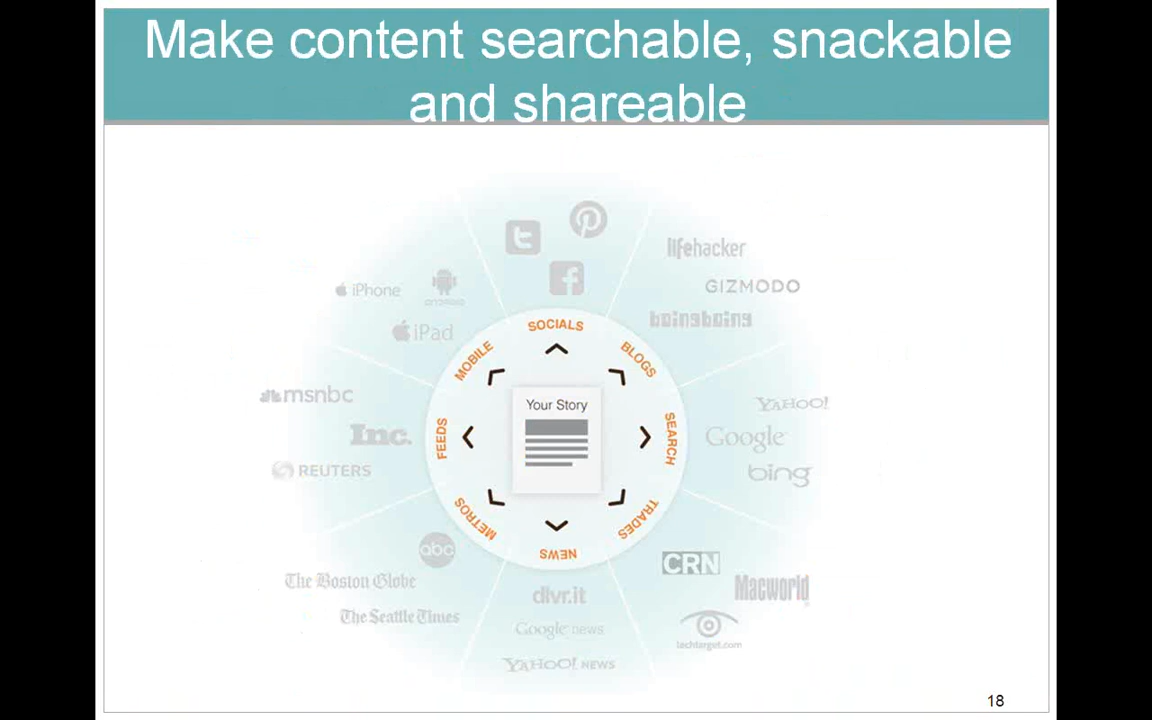 Make content searchable, snackable
and shareable
lifehacker
GIZMODO
boingboing
iPhone
ANDROID
iPad
SOCIALS
MOBILE
BLOGS
msnbc
Inc.
REUTERS
FEEDS
Your Story
SEARCH
YAHOO!
Google
bing
METROS
NEWS
TRADES
abc
The Boston Globe
The Seattle Times
dlvr.it
Google news
YAHOO! NEWS
CRN
Macworld
techtarget.com
18